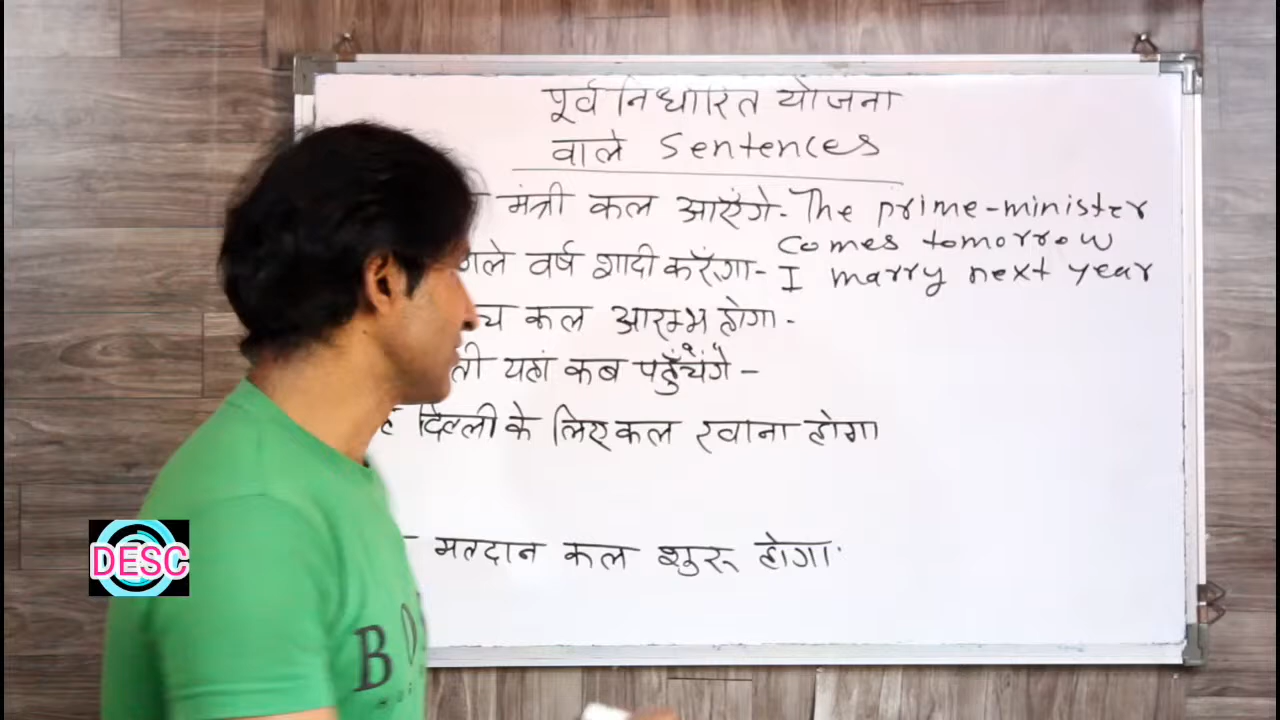 पूर्व निर्धारित योजना
वाले Sentences
मंत्री कल आएंगे - The prime-minister
comes tomorrow
वर्ष शादी करूँगा - I marry next year
कल आरम्भ होगा -
यहां कब पहुँचेंगे -
दिल्ली के लिए कल रवाना होगा
मतदान कल शुरू होगा
DESC